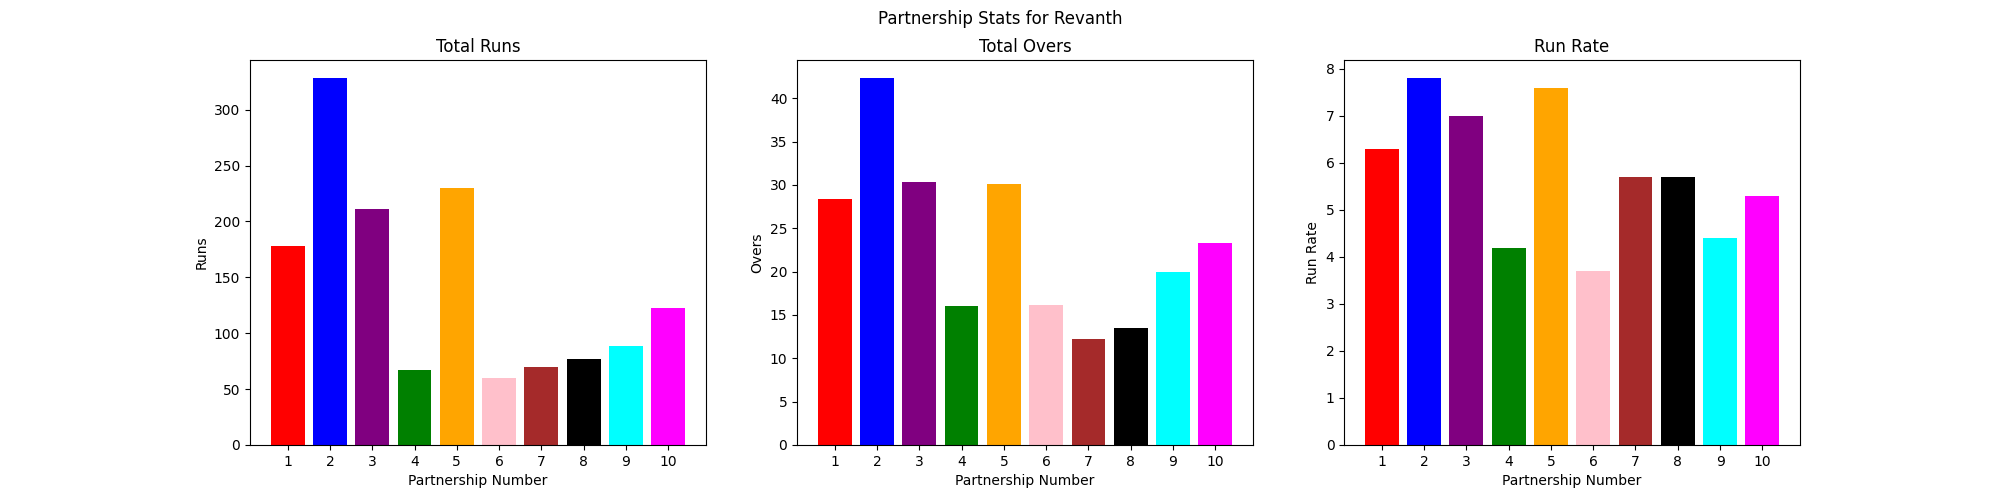 Partnership Stats for Revanth
Total Runs
Runs
300
250
200
150
100
50
0
1 2 3 4 5 6 7 8 9 10
Partnership Number
Total Overs
Overs
40
35
30
25
20
15
10
5
0
1 2 3 4 5 6 7 8 9 10
Partnership Number
Run Rate
Run Rate
8
7
6
5
4
3
2
1
0
1 2 3 4 5 6 7 8 9 10
Partnership Number